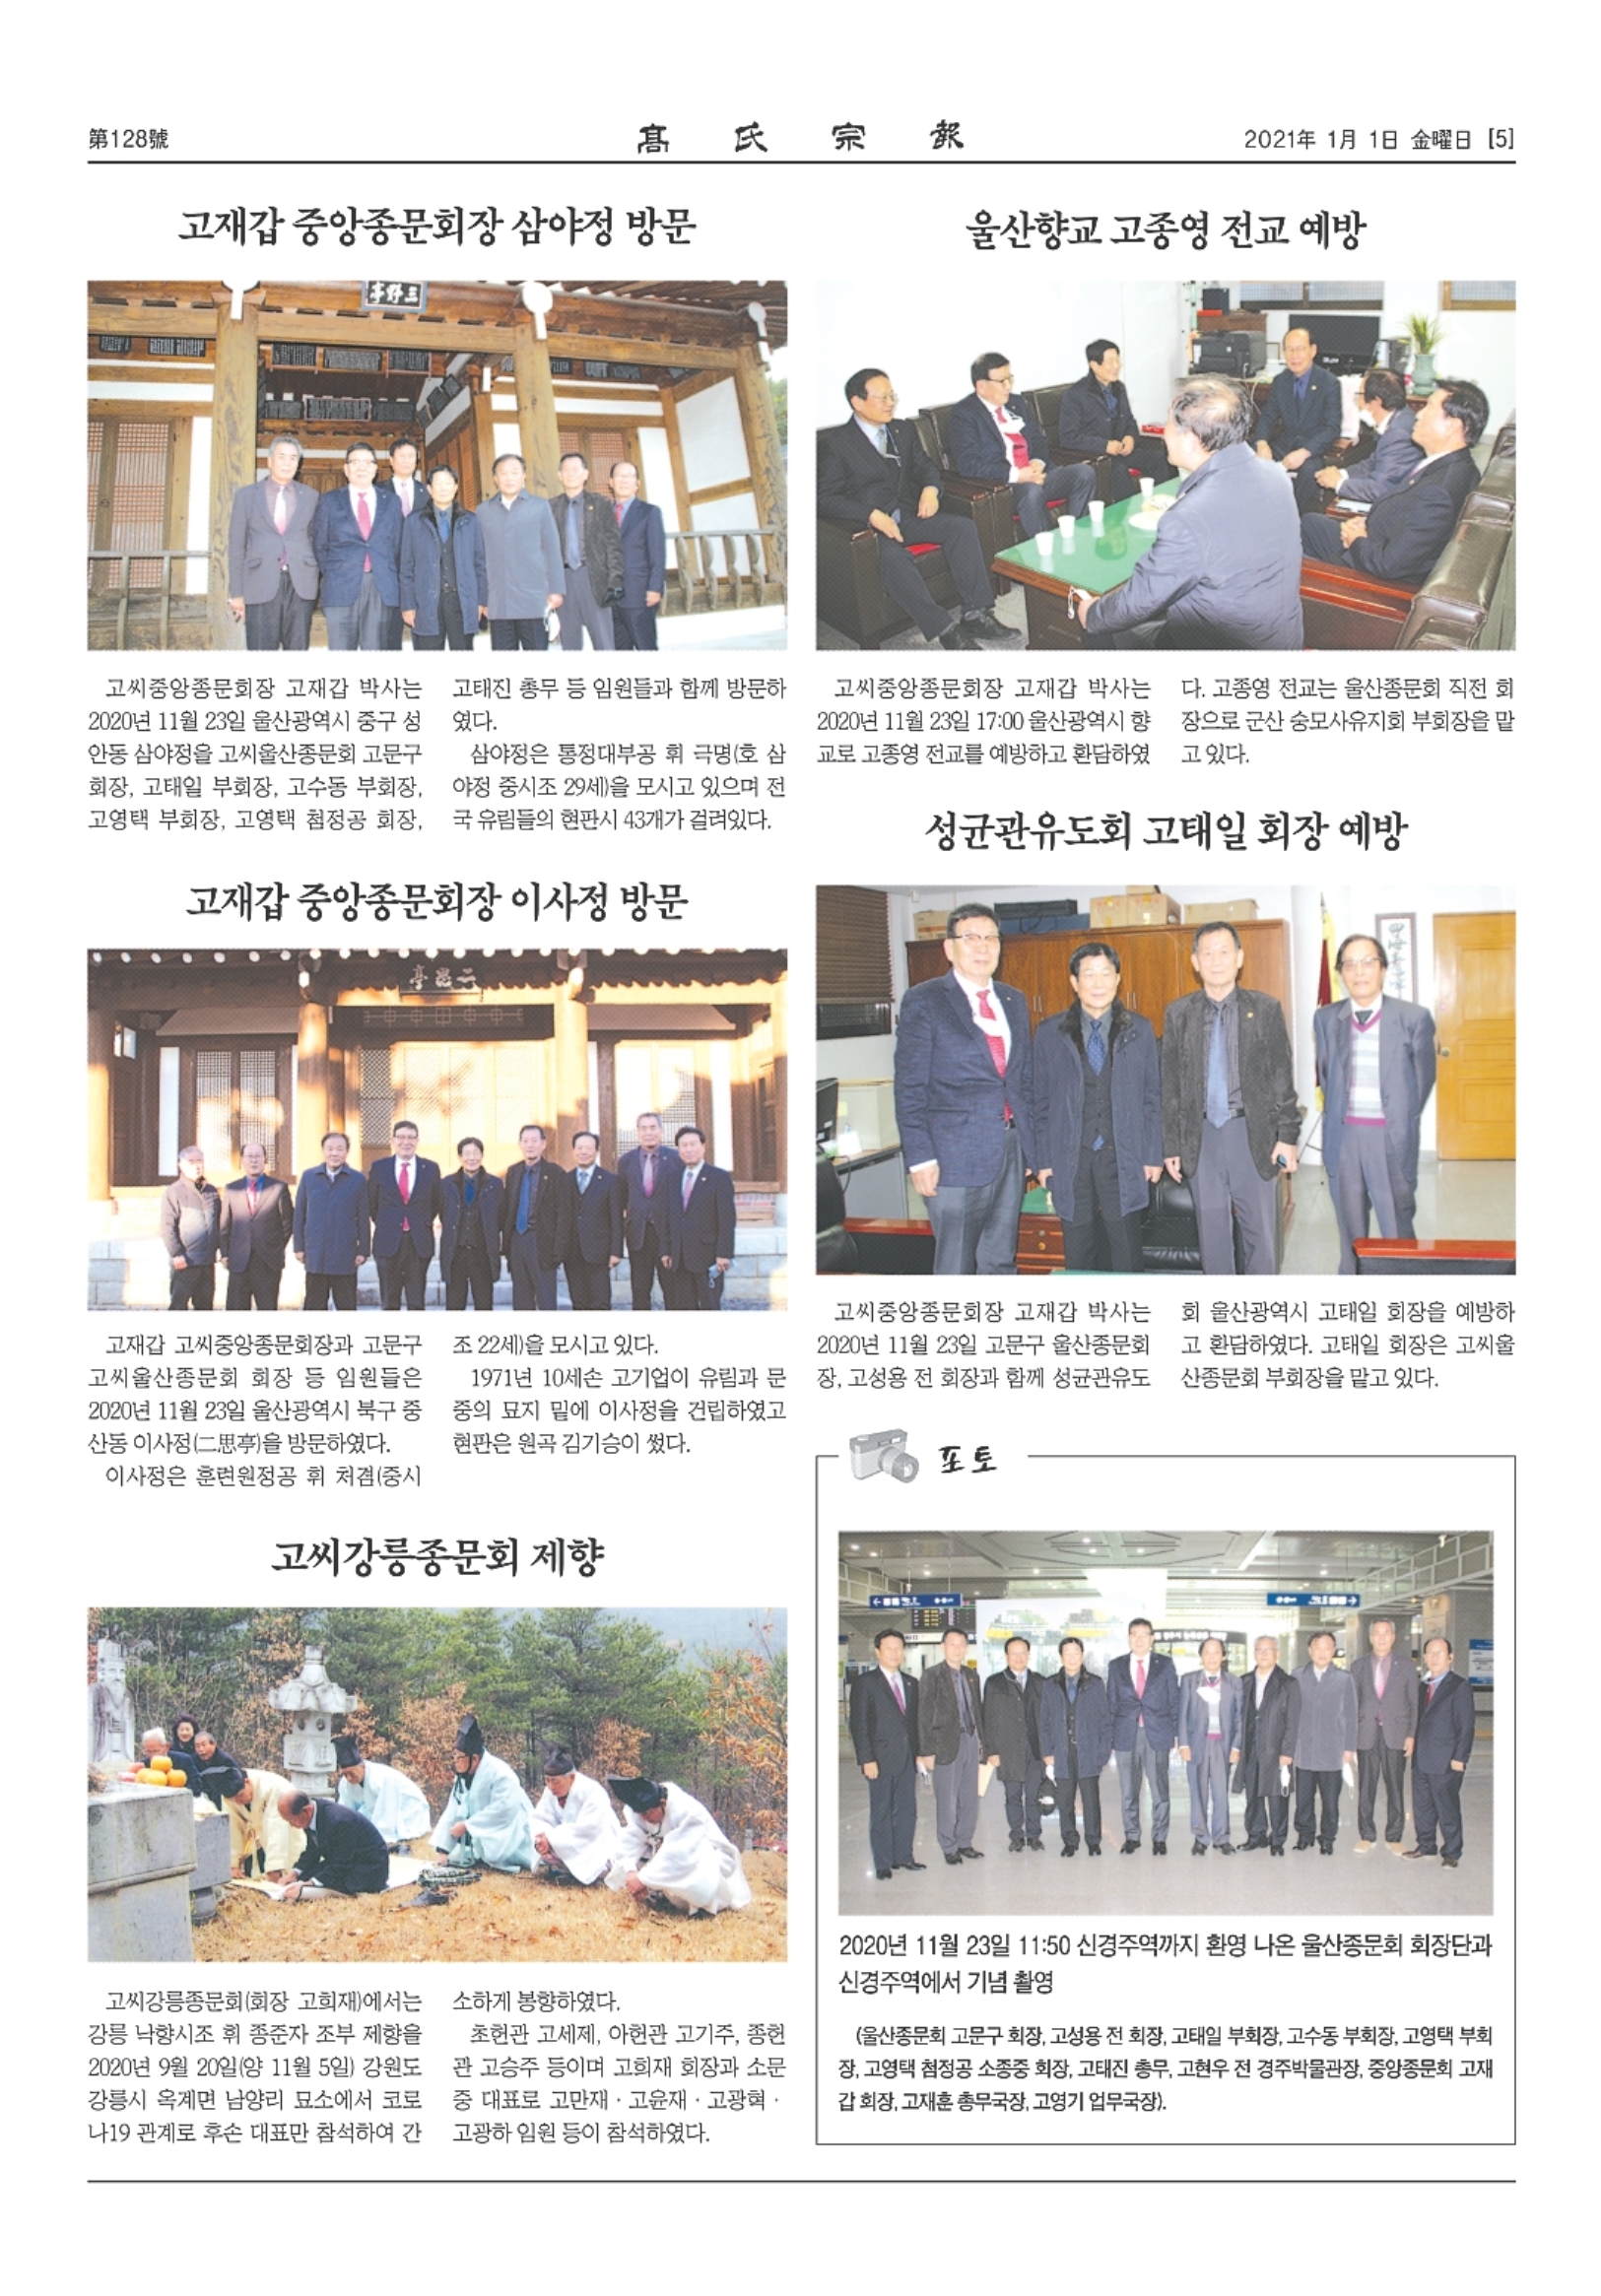 第128號
髙氏宗報
2021年 1月 1日 金曜日 [5]
고재갑 중앙종문회장 삼야정 방문
三野亭
고씨중앙종문회장 고재갑 박사는
2020년 11월 23일 울산광역시 중구 성
안동 삼야정을 고씨울산종문회 고문구
회장, 고태일 부회장, 고수동 부회장,
고영택 부회장, 고영택 첨정공 회장,
고태진 총무 등 임원들과 함께 방문하
였다.
삼야정은 통정대부공 휘 극명(호 삼
야정 중시조 29세)을 모시고 있으며 전
국 유림들의 현판시 43개가 걸려있다.
고재갑 중앙종문회장 이사정 방문
二思亭
고재갑 고씨중앙종문회장과 고문구
고씨울산종문회 회장 등 임원들은
2020년 11월 23일 울산광역시 북구 중
산동 이사정(二思亭)을 방문하였다.
이사정은 훈련원정공 휘 처겸(중시
조 22세)을 모시고 있다.
1971년 10세손 고기업이 유림과 문
중의 묘지 밑에 이사정을 건립하였고
현판은 원곡 김기승이 썼다.
고씨강릉종문회 제향
고씨강릉종문회(회장 고희재)에서는
강릉 낙향시조 휘 종준자 조부 제향을
2020년 9월 20일(양 11월 5일) 강원도
강릉시 옥계면 남양리 묘소에서 코로
나19 관계로 후손 대표만 참석하여 간
소하게 봉향하였다.
초헌관 고세제, 아헌관 고기주, 종헌
관 고승주 등이며 고희재 회장과 소문
중 대표로 고만재 · 고윤재 · 고광혁 ·
고광하 임원 등이 참석하였다.
울산향교 고종영 전교 예방
고씨중앙종문회장 고재갑 박사는
2020년 11월 23일 17:00 울산광역시 향
교로 고종영 전교를 예방하고 환담하였
다. 고종영 전교는 울산종문회 직전 회
장으로 군산 숭모사유지회 부회장을 맡
고 있다.
성균관유도회 고태일 회장 예방
고씨중앙종문회장 고재갑 박사는
2020년 11월 23일 고문구 울산종문회
장, 고성용 전 회장과 함께 성균관유도
회 울산광역시 고태일 회장을 예방하
고 환담하였다. 고태일 회장은 고씨울
산종문회 부회장을 맡고 있다.
포토
2020년 11월 23일 11:50 신경주역까지 환영 나온 울산종문회 회장단과
신경주역에서 기념 촬영
(울산종문회 고문구 회장, 고성용 전 회장, 고태일 부회장, 고수동 부회장, 고영택 부회
장, 고영택 첨정공 소종중 회장, 고태진 총무, 고현우 전 경주박물관장, 중앙종문회 고재
갑 회장, 고재훈 총무국장, 고영기 업무국장).